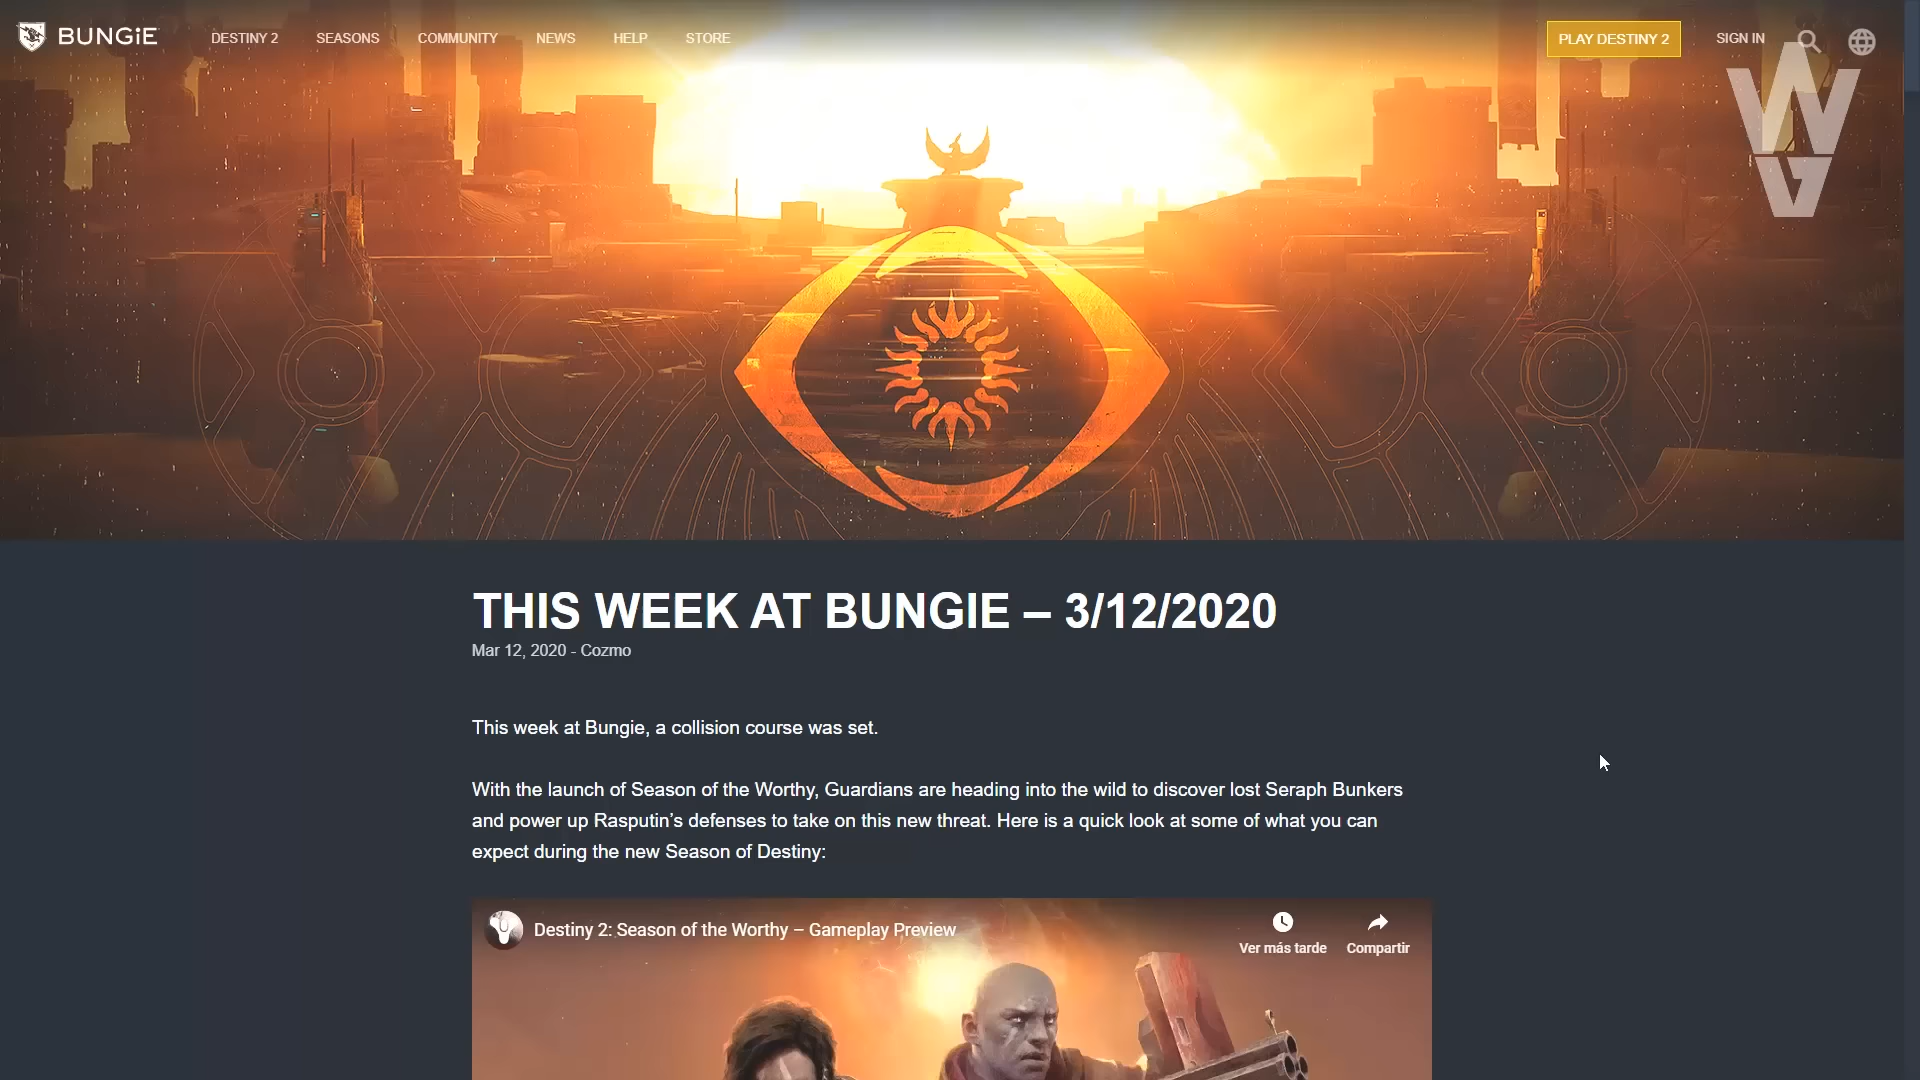 BUNGiE
DESTINY 2
SEASONS
COMMUNITY
NEWS
HELP
STORE
PLAY DESTINY 2
SIGN IN
WG
THIS WEEK AT BUNGIE – 3/12/2020
Mar 12, 2020 - Cozmo
This week at Bungie, a collision course was set.
With the launch of Season of the Worthy, Guardians are heading into the wild to discover lost Seraph Bunkers
and power up Rasputin’s defenses to take on this new threat. Here is a quick look at some of what you can
expect during the new Season of Destiny:
Destiny 2: Season of the Worthy – Gameplay Preview
Ver más tarde
Compartir